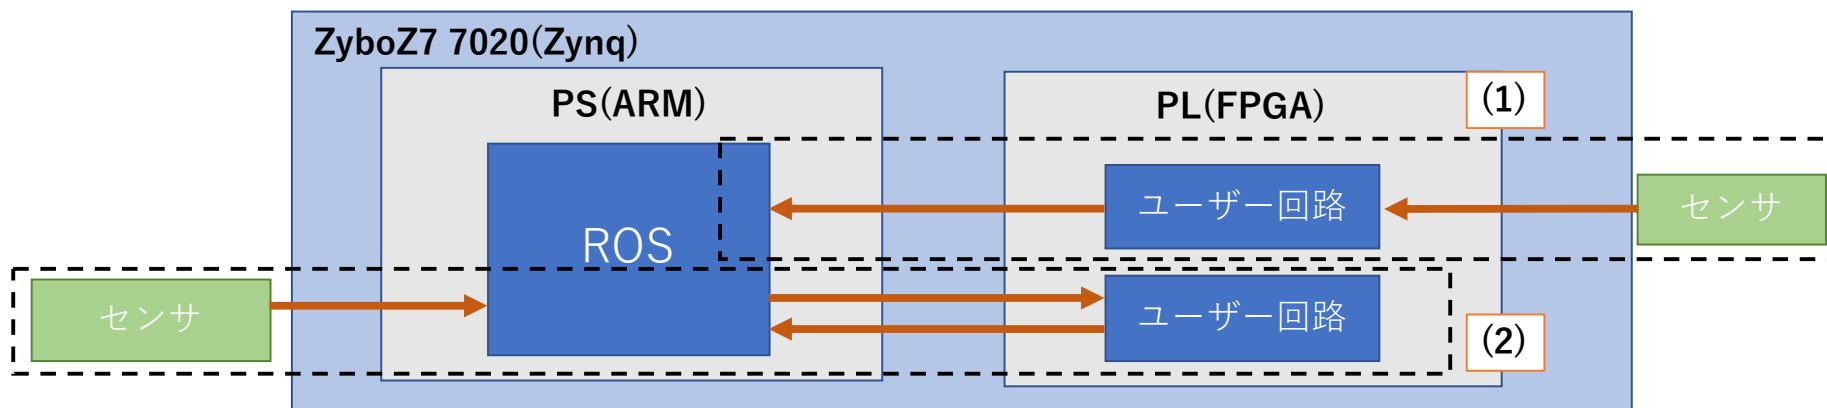 ZyboZ7 7020(Zynq)
PS(ARM)
PL(FPGA)
(1)
ROS
ユーザー回路
センサ
センサ
ユーザー回路
(2)